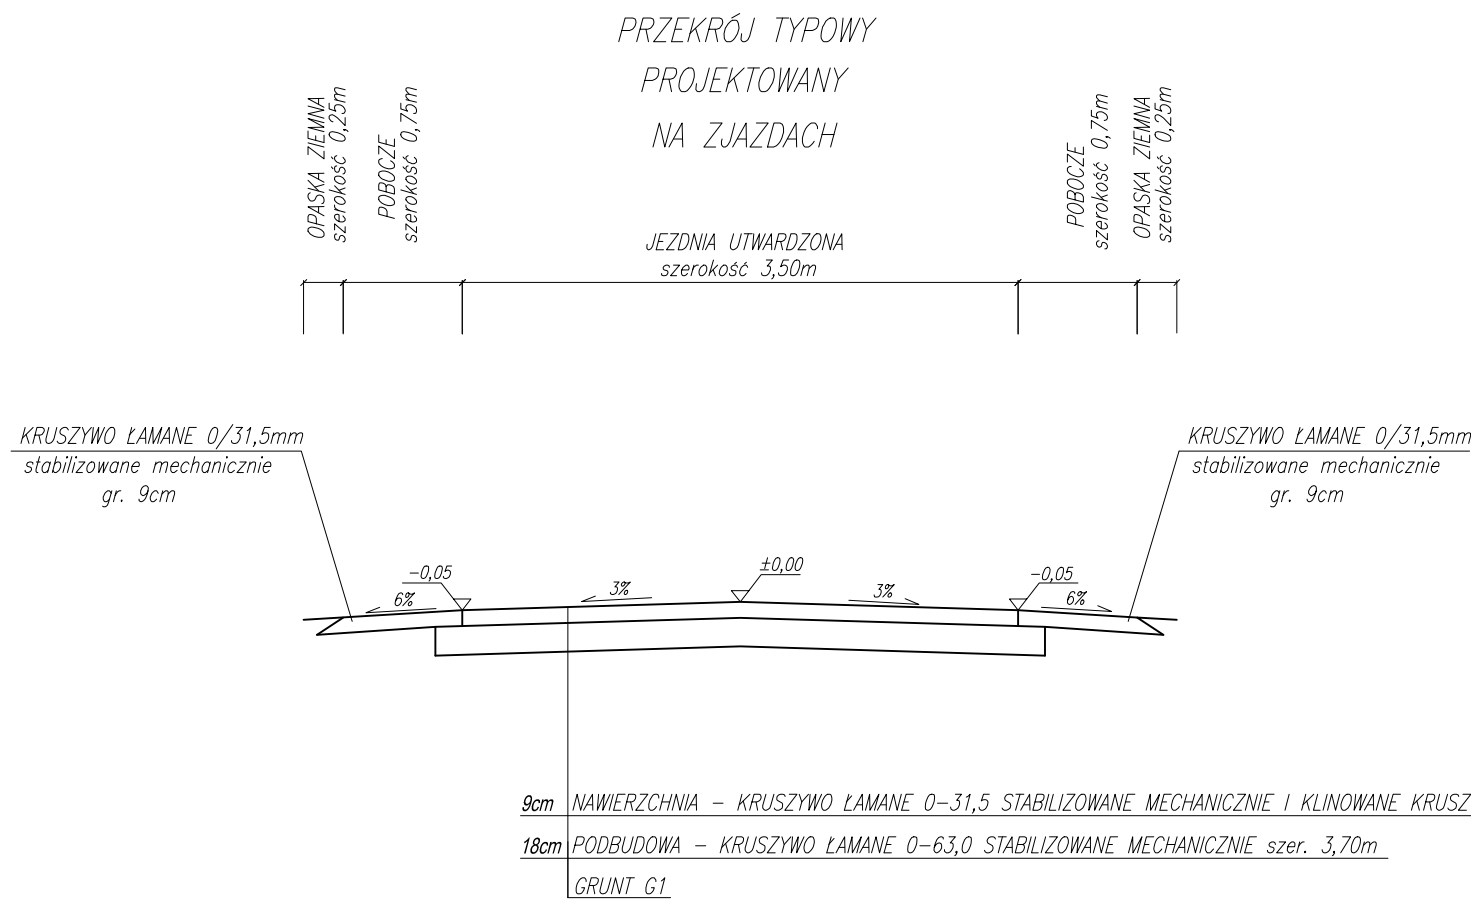 PRZEKRÓJ TYPOWY
PROJEKTOWANY
NA ZJAZDACH
OPASKA ZIEMNA
szerokość 0,25m
POBOCZE
szerokość 0,75m
JEZDNIA UTWARDZONA
szerokość 3,50m
POBOCZE
szerokość 0,75m
OPASKA ZIEMNA
szerokość 0,25m
KRUSZYWO ŁAMANE 0/31,5mm
stabilizowane mechanicznie
gr. 9cm
KRUSZYWO ŁAMANE 0/31,5mm
stabilizowane mechanicznie
gr. 9cm
6%
-0,05
3%
±0,00
3%
-0,05
6%
9cm NAWIERZCHNIA - KRUSZYWO ŁAMANE 0-31,5 STABILIZOWANE MECHANICZNIE I KLINOWANE KRUSZ
18cm PODBUDOWA - KRUSZYWO ŁAMANE 0-63,0 STABILIZOWANE MECHANICZNIE szer. 3,70m
GRUNT G1